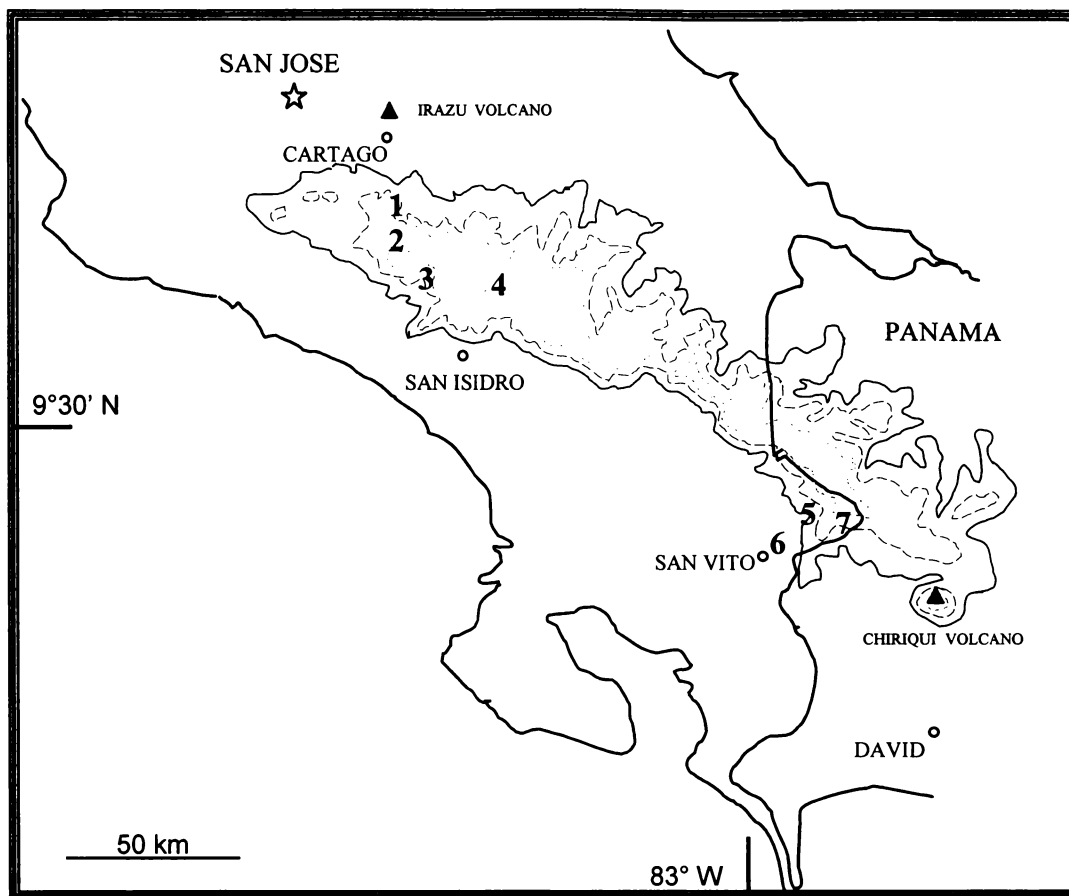 SAN JOSE
IRAZU VOLCANO
CARTAGO
1
2
3
4
PANAMA
SAN ISIDRO
9°30' N
5
7
6
SAN VITO
CHIRIQUI VOLCANO
DAVID
50 km
83° W